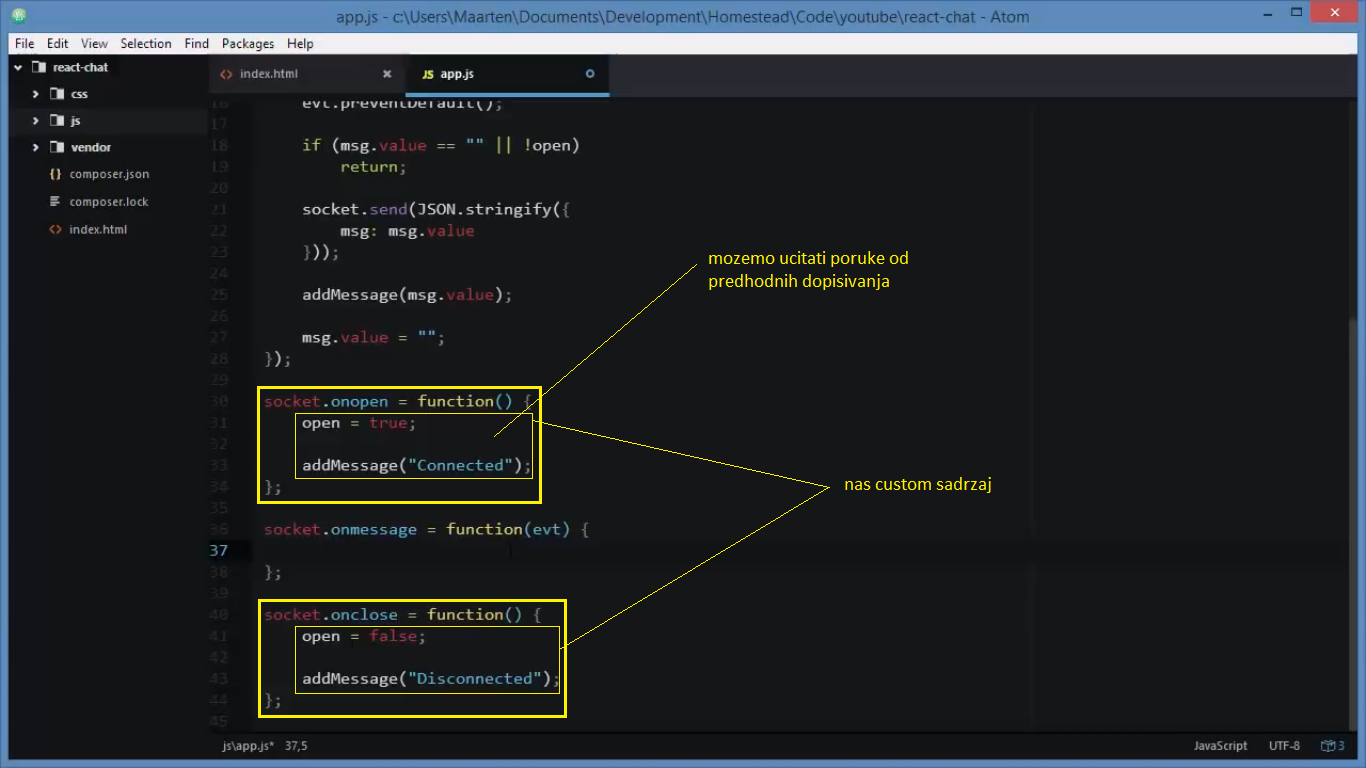 app.js - c:\Users\Maarten\Documents\Development\Homestead\Code\youtube\react-chat - Atom
File Edit View Selection Find Packages Help
react-chat
css
js
vendor
composer.json
composer.lock
index.html
index.html
JS app.js
16 evt.preventDefault();
17
18 if (msg.value == "" || !open)
19 return;
20
21 socket.send(JSON.stringify({
22 msg: msg.value
23 }));
24
25 addMessage(msg.value);
26
27 msg.value = "";
28 });
29
30 socket.onopen = function() {
31 open = true;
32
33 addMessage("Connected");
34 };
35
36 socket.onmessage = function(evt) {
37
38 };
39
40 socket.onclose = function() {
41 open = false;
42
43 addMessage("Disconnected");
44 };
45
mozemo ucitati poruke od
predhodnih dopisivanja
nas custom sadrzaj
js\app.js* 37,5 JavaScript UTF-8 3